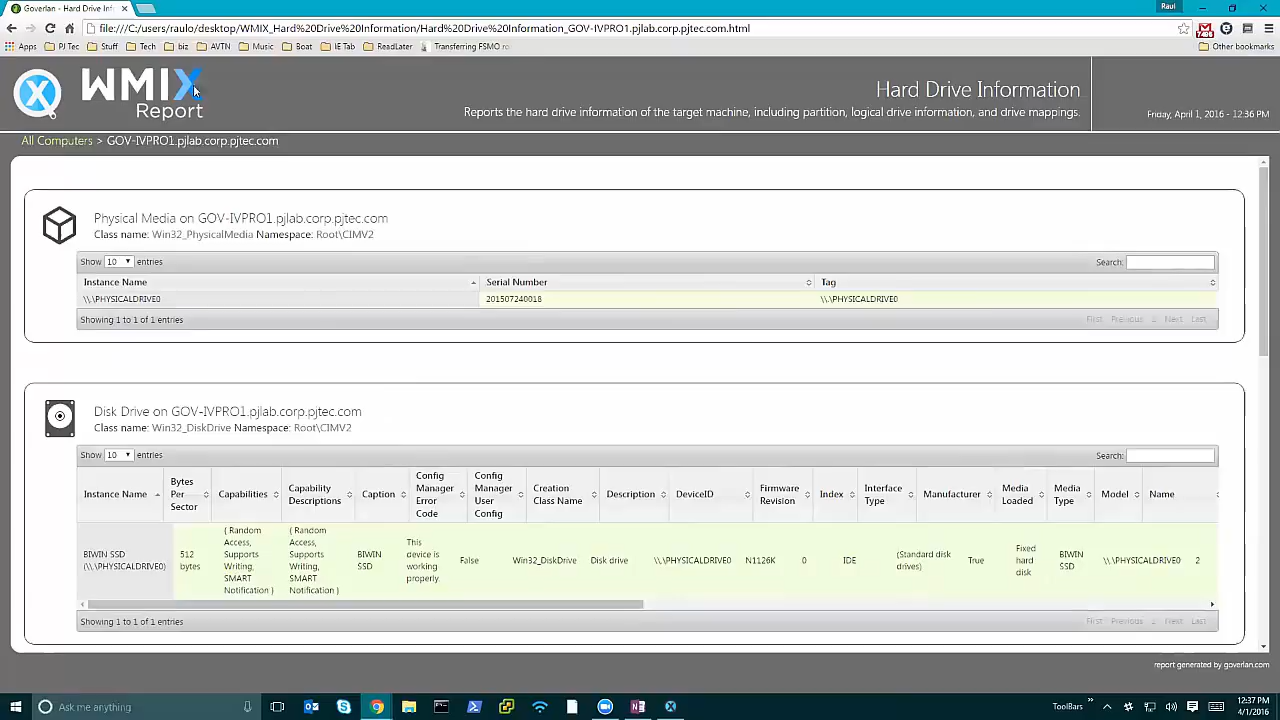 Goverlan - Hard Drive Inf
Raul
file:///C:/users/raulo/desktop/WMIX_Hard%20Drive%20Information/Hard%20Drive%20Information_GOV-IVPRO1.pjlab.corp.pjtec.com.html
Apps PJ Tec Stuff Tech biz AVTN Music Boat IE Tab ReadLater Transferring FSMO ro
Other bookmarks
WMIX
Report
Hard Drive Information
Reports the hard drive information of the target machine, including partition, logical drive information, and drive mappings.
Friday, April 1, 2016 - 12:36 PM
All Computers > GOV-IVPRO1.pjlab.corp.pjtec.com
Physical Media on GOV-IVPRO1.pjlab.corp.pjtec.com
Class name: Win32_PhysicalMedia Namespace: Root\CIMV2
Show 10 entries
Search:
Instance Name Serial Number Tag
\\.\PHYSICALDRIVE0 201507240018 \\.\PHYSICALDRIVE0
Showing 1 to 1 of 1 entries
First Previous 1 Next Last
Disk Drive on GOV-IVPRO1.pjlab.corp.pjtec.com
Class name: Win32_DiskDrive Namespace: Root\CIMV2
Show 10 entries
Search:
Instance Name
Bytes
Per
Sector
Capabilities
Capability
Descriptions
Caption
Config
Manager
Error
Code
Config
Manager
User
Config
Creation
Class Name
Description
DeviceID
Firmware
Revision
Index
Interface
Type
Manufacturer
Media
Loaded
Media
Type
Model
Name
BIWIN SSD
(\\.\PHYSICALDRIVE0)
512
bytes
( Random
Access,
Supports
Writing,
SMART
Notification )
( Random
Access,
Supports
Writing,
SMART
Notification )
BIWIN
SSD
This
device is
working
properly.
False
Win32_DiskDrive
Disk drive
\\.\PHYSICALDRIVE0
N1126K
0
IDE
(Standard disk
drives)
True
Fixed
hard
disk
BIWIN
SSD
\\.\PHYSICALDRIVE0
2
Showing 1 to 1 of 1 entries
First Previous 1 Next Last
report generated by goverlan.com
Ask me anything
ToolBars
12:37 PM
4/1/2016